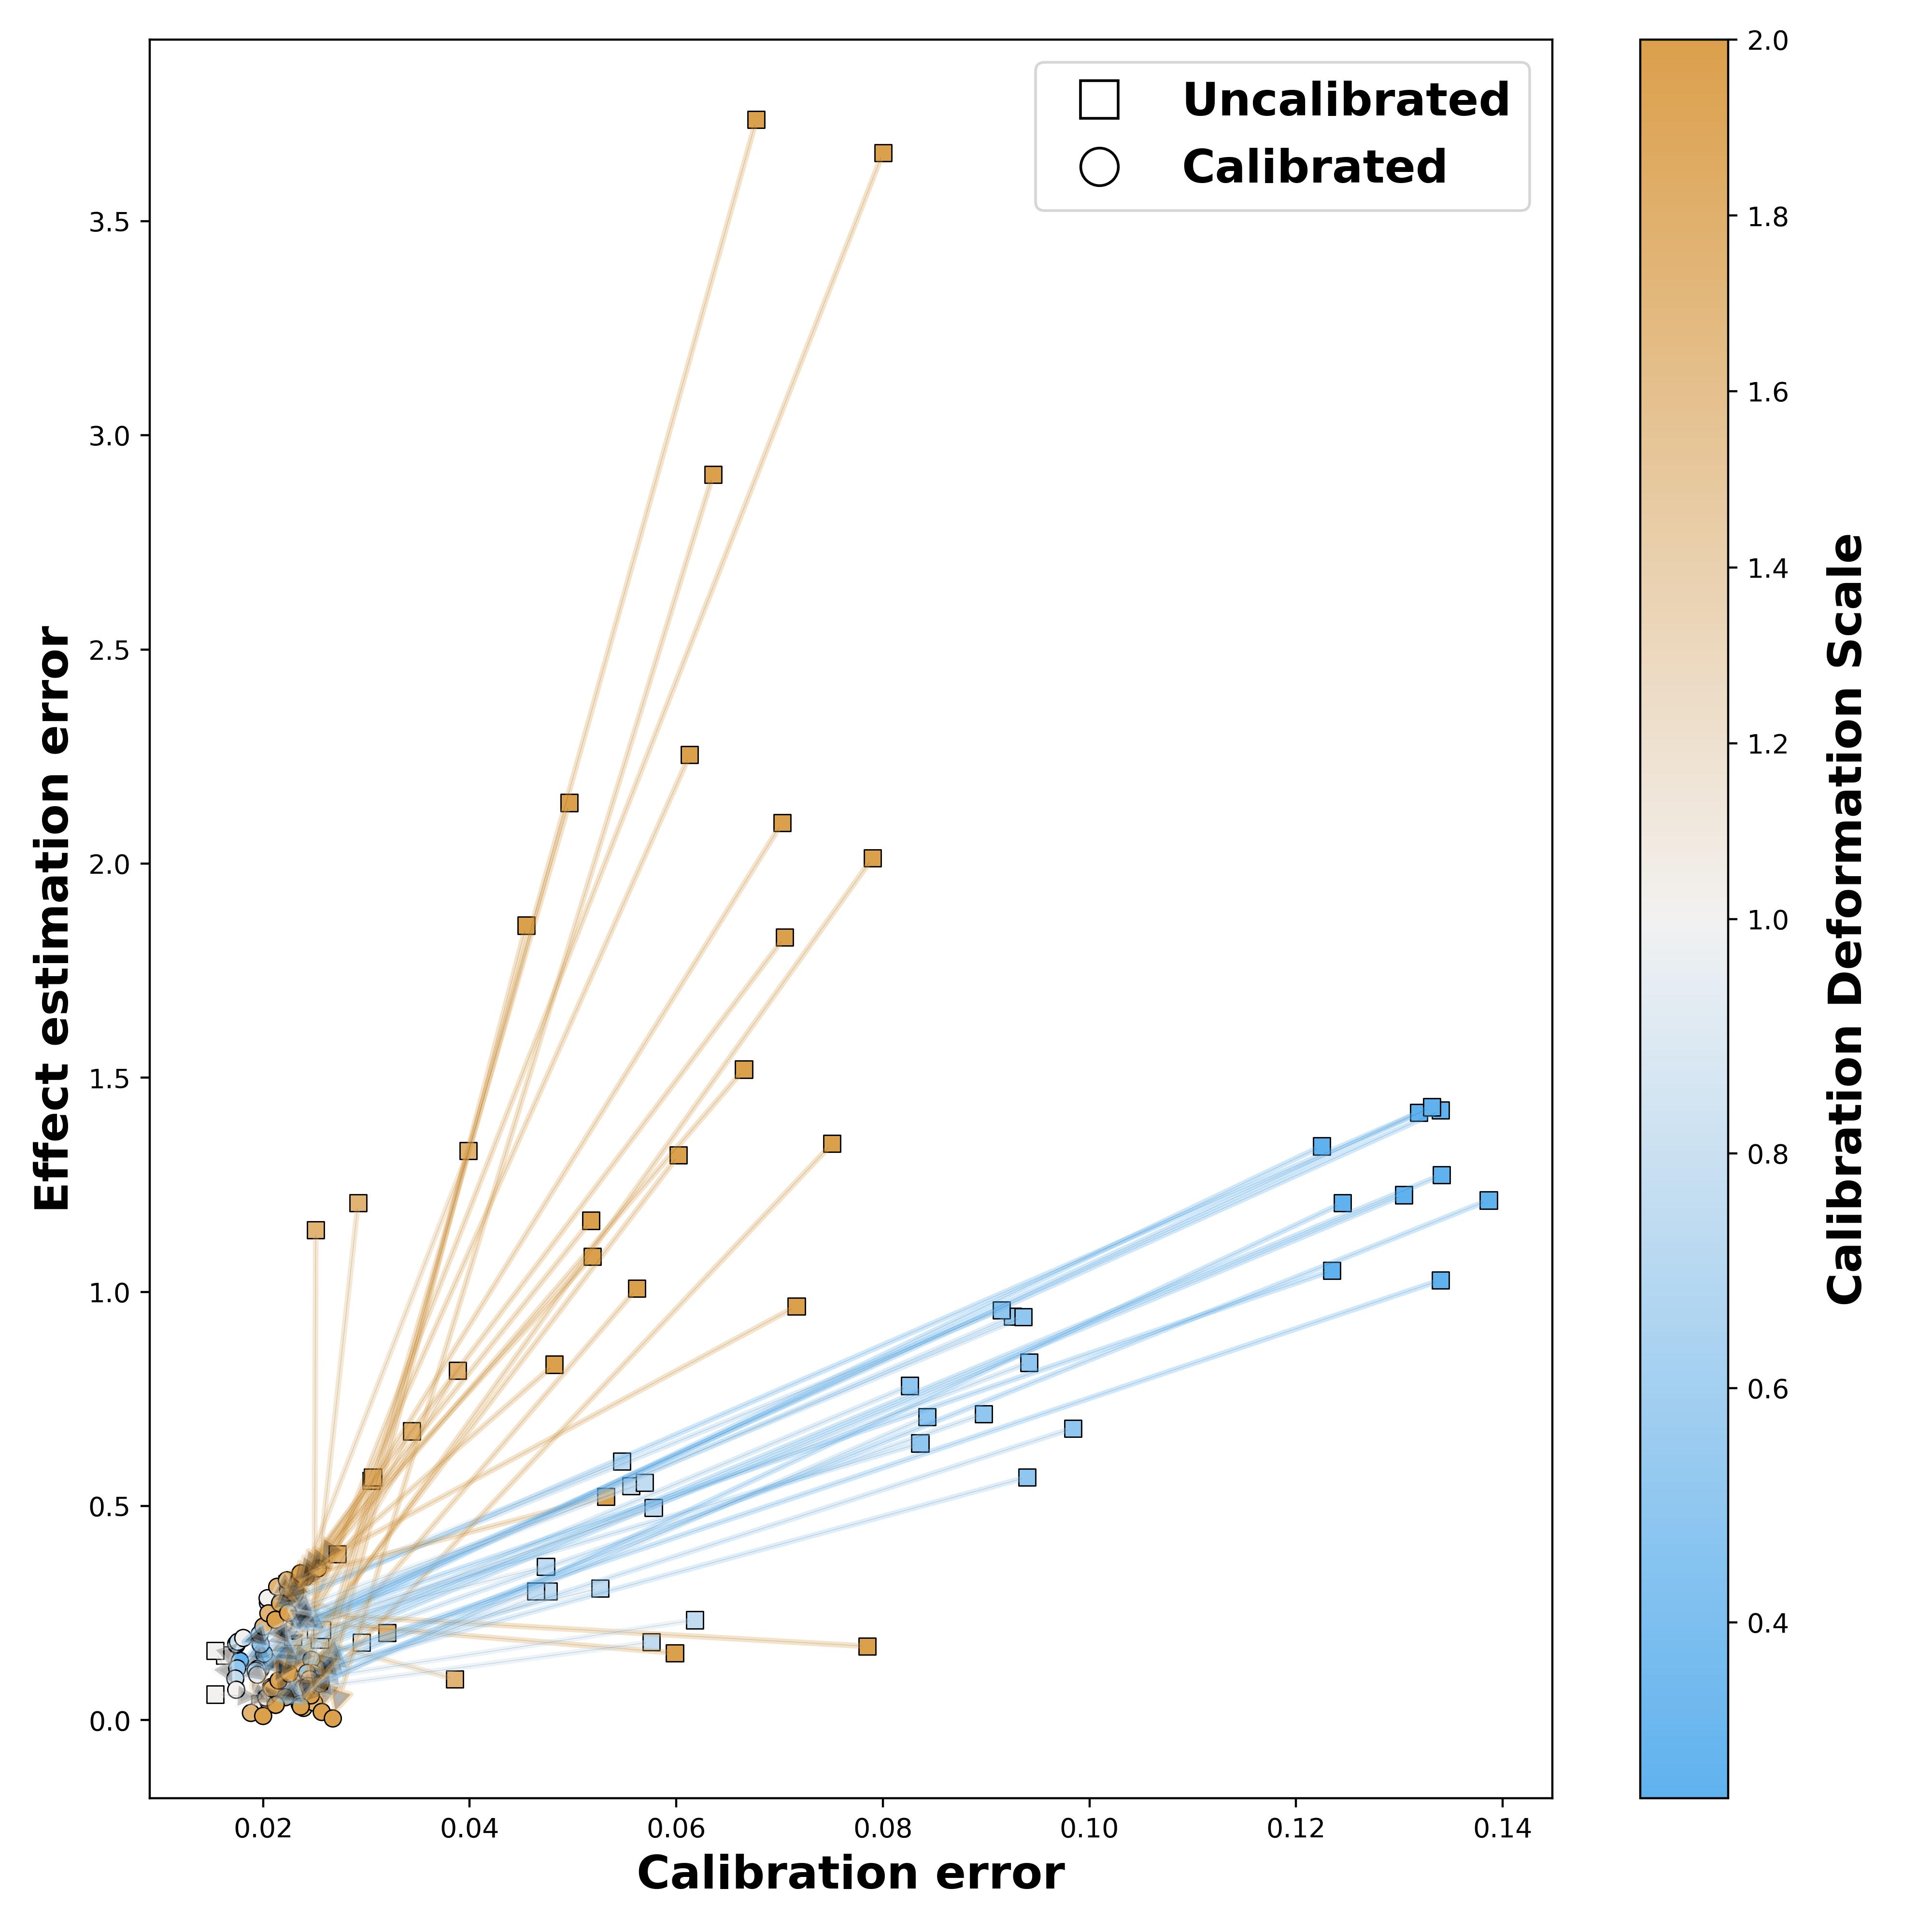 Uncalibrated
Calibrated
Effect estimation error
3.5
3.0
2.5
2.0
1.5
1.0
0.5
0.0
0.02 0.04 0.06 0.08 0.10 0.12 0.14
Calibration error
2.0
1.8
1.6
1.4
1.2
1.0
0.8
0.6
0.4
Calibration Deformation Scale